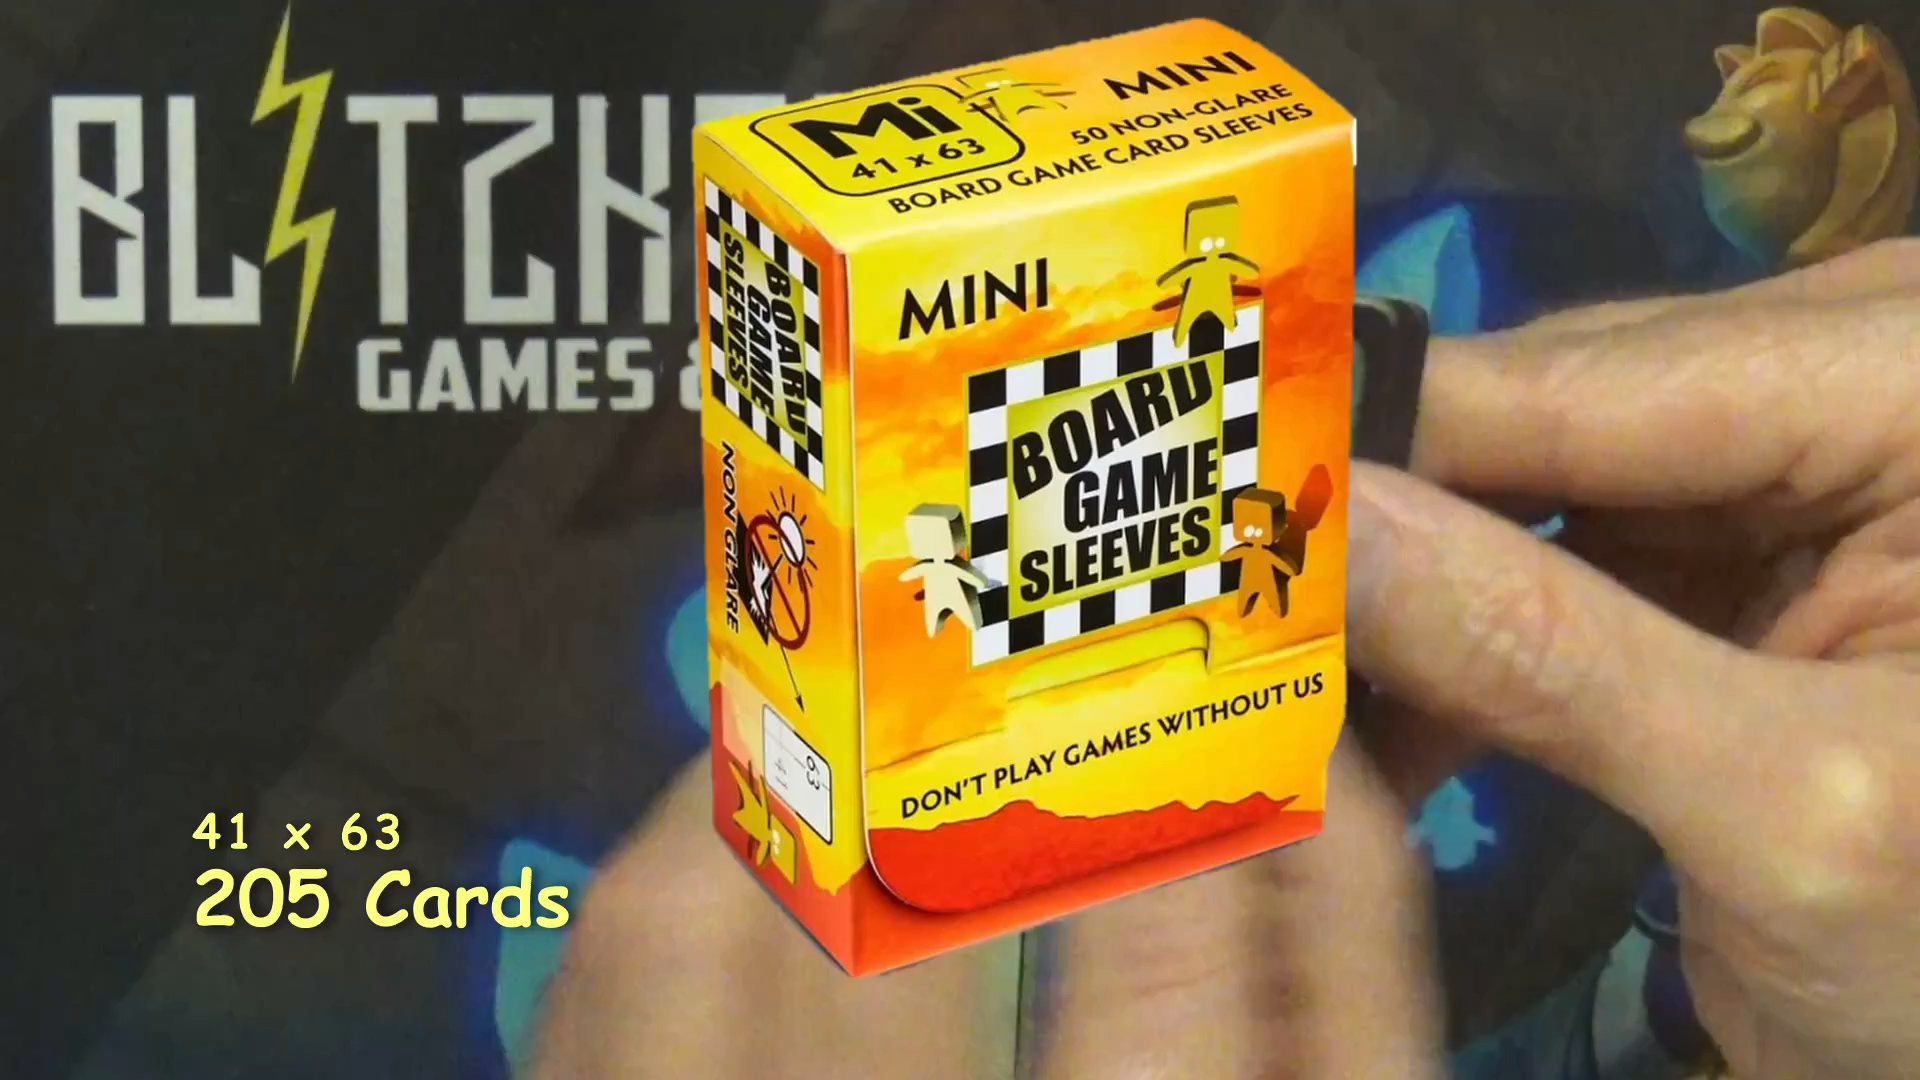 BL TZK
GAMES &
Mi
41 x 63
MINI
50 NON-GLARE
BOARD GAME CARD SLEEVES
BOARD
GAME
SLEEVES
NON GLARE
63
MINI
BOARD
GAME
SLEEVES
DON'T PLAY GAMES WITHOUT US
41 x 63
205 Cards